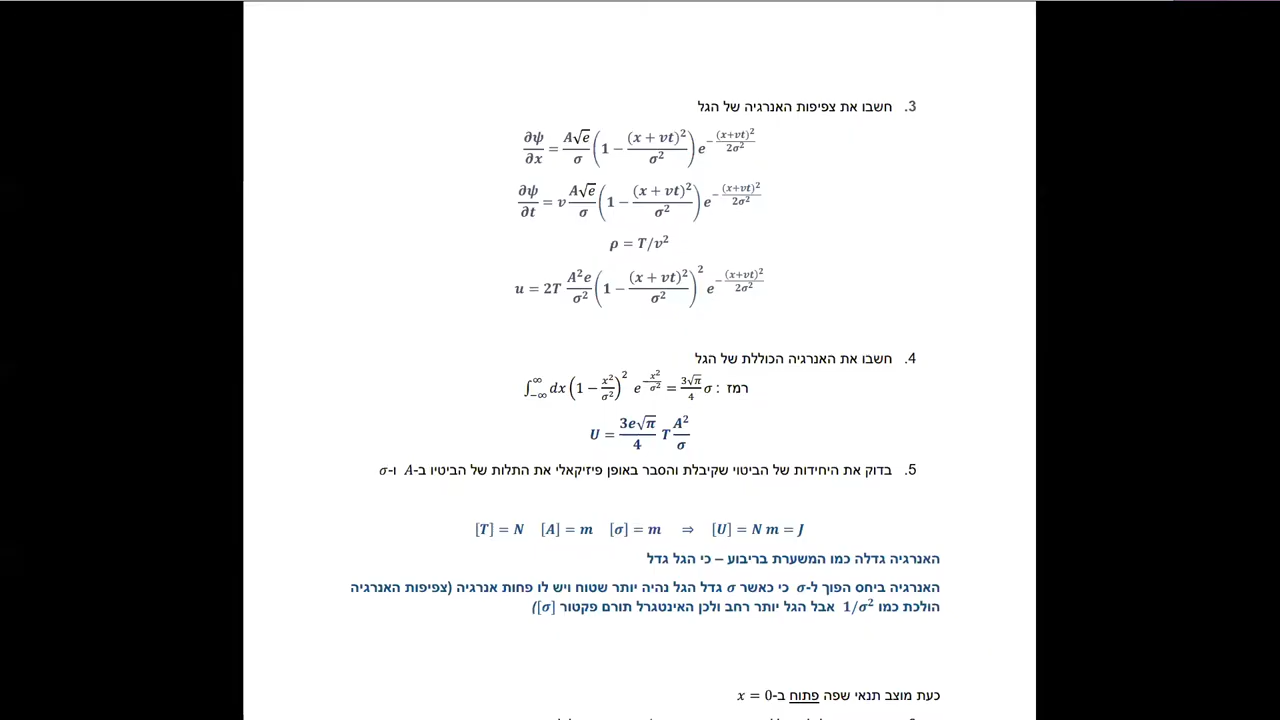 3. חשבו את צפיפות האנרגיה של הגל
∂ψ/∂x = A√e/σ (1 − (x + vt)²/σ²) e^(−(x+vt)²/2σ²)
∂ψ/∂t = v A√e/σ (1 − (x + vt)²/σ²) e^(−(x+vt)²/2σ²)
ρ = T/v²
u = 2T A²e/σ² (1 − (x + vt)²/σ²)² e^(−(x+vt)²/2σ²)
4. חשבו את האנרגיה הכוללת של הגל
רמז : ∫_{−∞}^{∞} dx (1 − x²/σ²)² e^(−x²/σ²) = 3√π/4 σ
U = 3e√π/4 T A²/σ
5. בדוק את היחידות של הביטוי שקיבלת והסבר באופן פיזיקאלי את התלות של הביטיו ב-A ו-σ
[T] = N [A] = m [σ] = m ⇒ [U] = N m = J
האנרגיה גדלה כמו המשערת בריבוע – כי הגל גדל
האנרגיה ביחס הפוך ל-σ כי כאשר σ גדל הגל נהיה יותר שטוח ויש לו פחות אנרגיה (צפיפות האנרגיה
הולכת כמו 1/σ² אבל הגל יותר רחב ולכן האינטגרל תורם פקטור [σ])
כעת מוצב תנאי שפה פתוח ב-x = 0